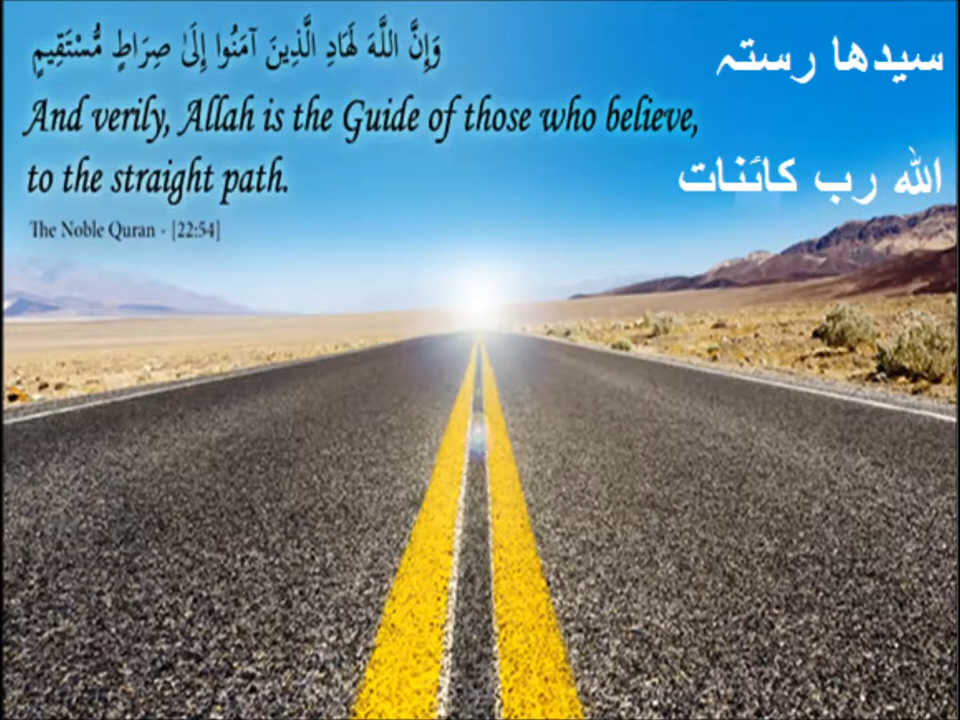 وَإِنَّ اللَّهَ لَهَادِ الَّذِينَ آمَنُوا إِلَىٰ صِرَاطٍ مُّسْتَقِيمٍ
And verily, Allah is the Guide of those who believe,
to the straight path.
The Noble Quran - [22:54]
سیدھا رستہ
اللہ رب کائنات